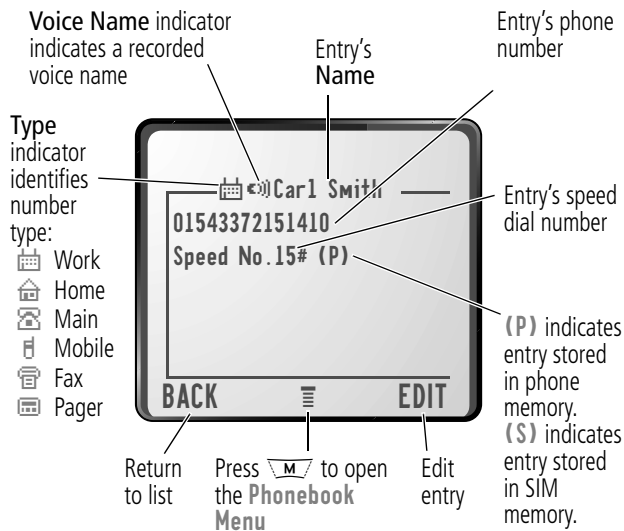 Voice Name indicator
indicates a recorded
voice name
Entry's
Name
Entry's phone
number
Type
indicator
identifies
number
type:
Work
Home
Main
Mobile
Fax
Pager
Carl Smith
01543372151410
Speed No.15# (P)
BACK
EDIT
Entry's speed
dial number
(P) indicates
entry stored
in phone
memory.
(S) indicates
entry stored
in SIM
memory.
Return
to list
Press M to open
the Phonebook
Menu
Edit
entry